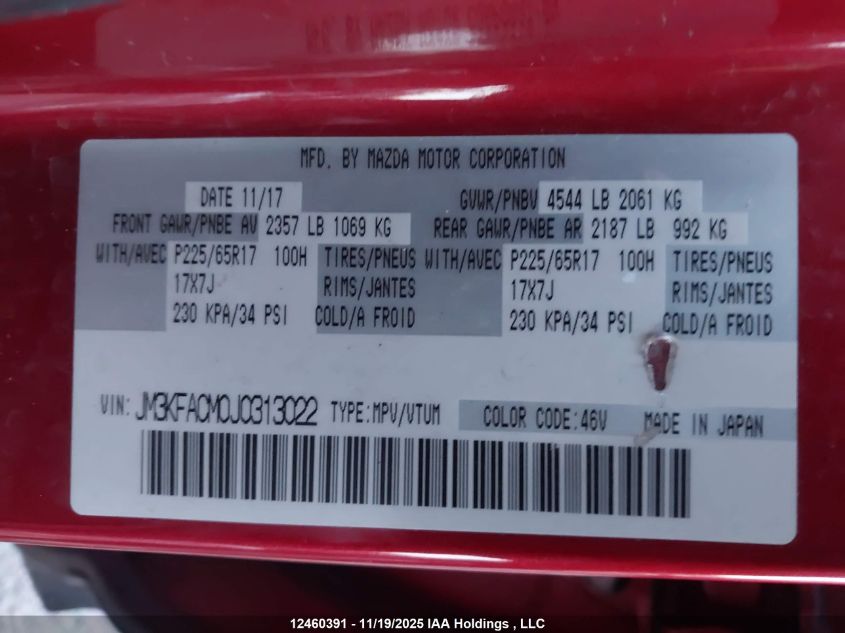 MFD. BY MAZDA MOTOR CORPORATION
DATE 11/17 GVWR/PNBV 4544 LB 2061 KG
FRONT GAWR/PNBE AV 2357 LB 1069 KG REAR GAWR/PNBE AR 2187 LB 992 KG
WITH/AVEC P225/65R17 100H TIRES/PNEUS WITH/AVEC P225/65R17 100H TIRES/PNEUS
17X7J RIMS/JANTES 17X7J RIMS/JANTES
230 KPA/34 PSI COLD/A FROID 230 KPA/34 PSI COLD/A FROID
VIN: JM3KFACM0J0313022 TYPE:MPV/VTUM COLOR CODE:46V MADE IN JAPAN
12460391 - 11/19/2025 IAA Holdings , LLC